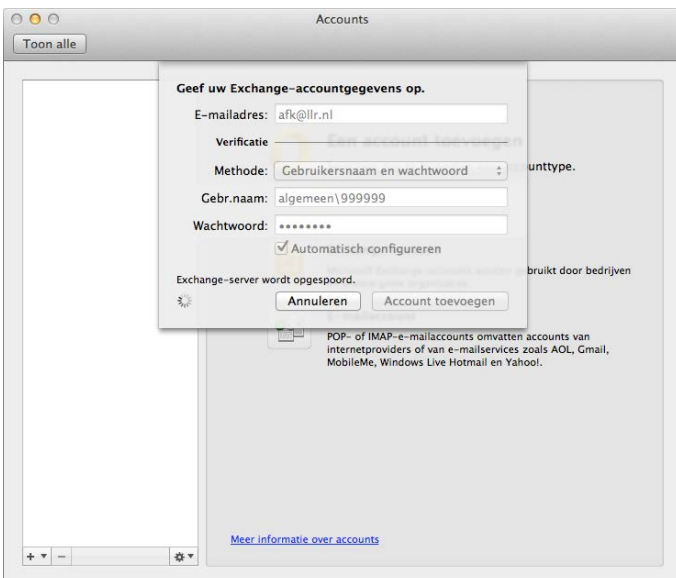 Accounts
Toon alle
Geef uw Exchange-accountgegevens op.
E-mailadres: afk@llr.nl
Verificatie
Een account toevoegen
Methode: Gebruikersnaam en wachtwoord
unttype.
Gebr.naam: algemeen\999999
Wachtwoord: ••••••••
Automatisch configureren
bruikt door bedrijven
Exchange-server wordt opgespoord.
Annuleren
Account toevoegen
E-mailaccount
POP- of IMAP-e-mailaccounts omvatten accounts van
internetproviders of van e-mailservices zoals AOL, Gmail,
MobileMe, Windows Live Hotmail en Yahoo!.
Meer informatie over accounts